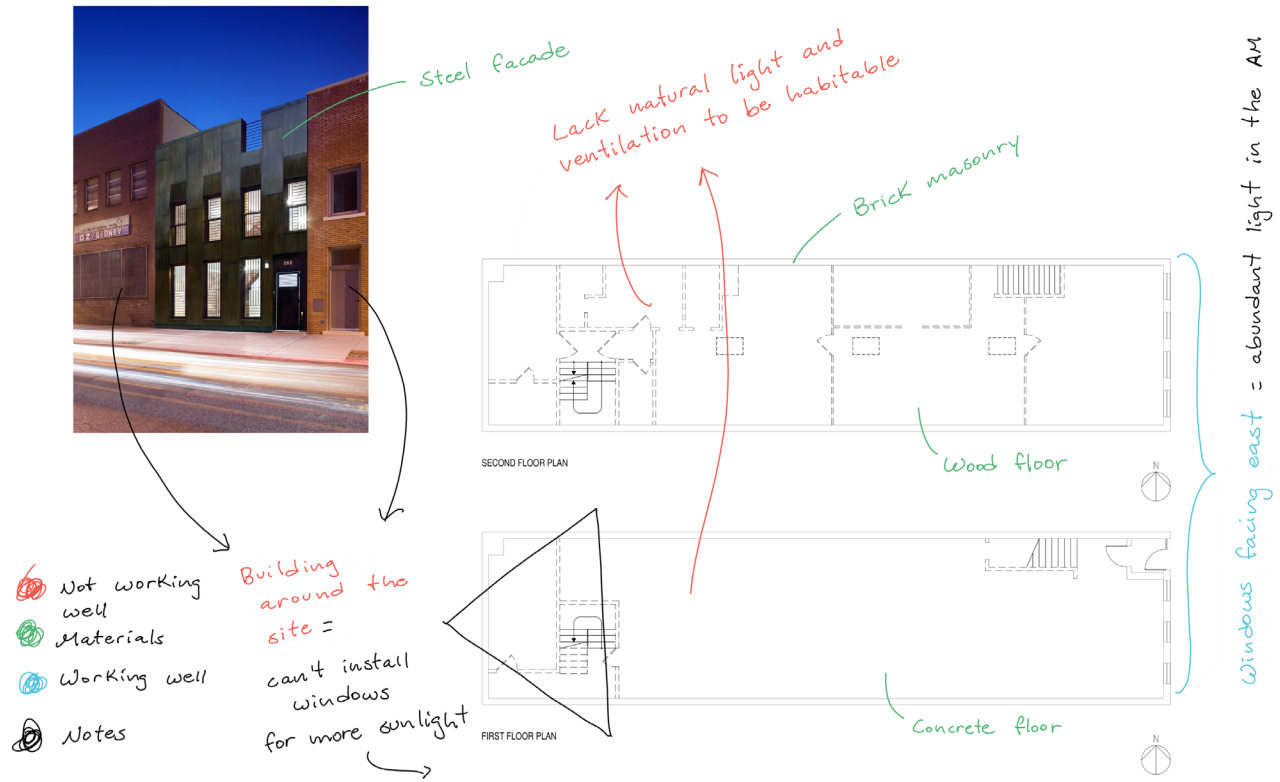 Steel facade
Lack natural light and
ventilation to be habitable
Brick masonry
Windows facing east = abundant light in the AM
Wood floor
SECOND FLOOR PLAN
N
Not working
well
Materials
Working well
Notes
Building
around the
site =
can't install
windows
for more sunlight
Concrete floor
FIRST FLOOR PLAN
N